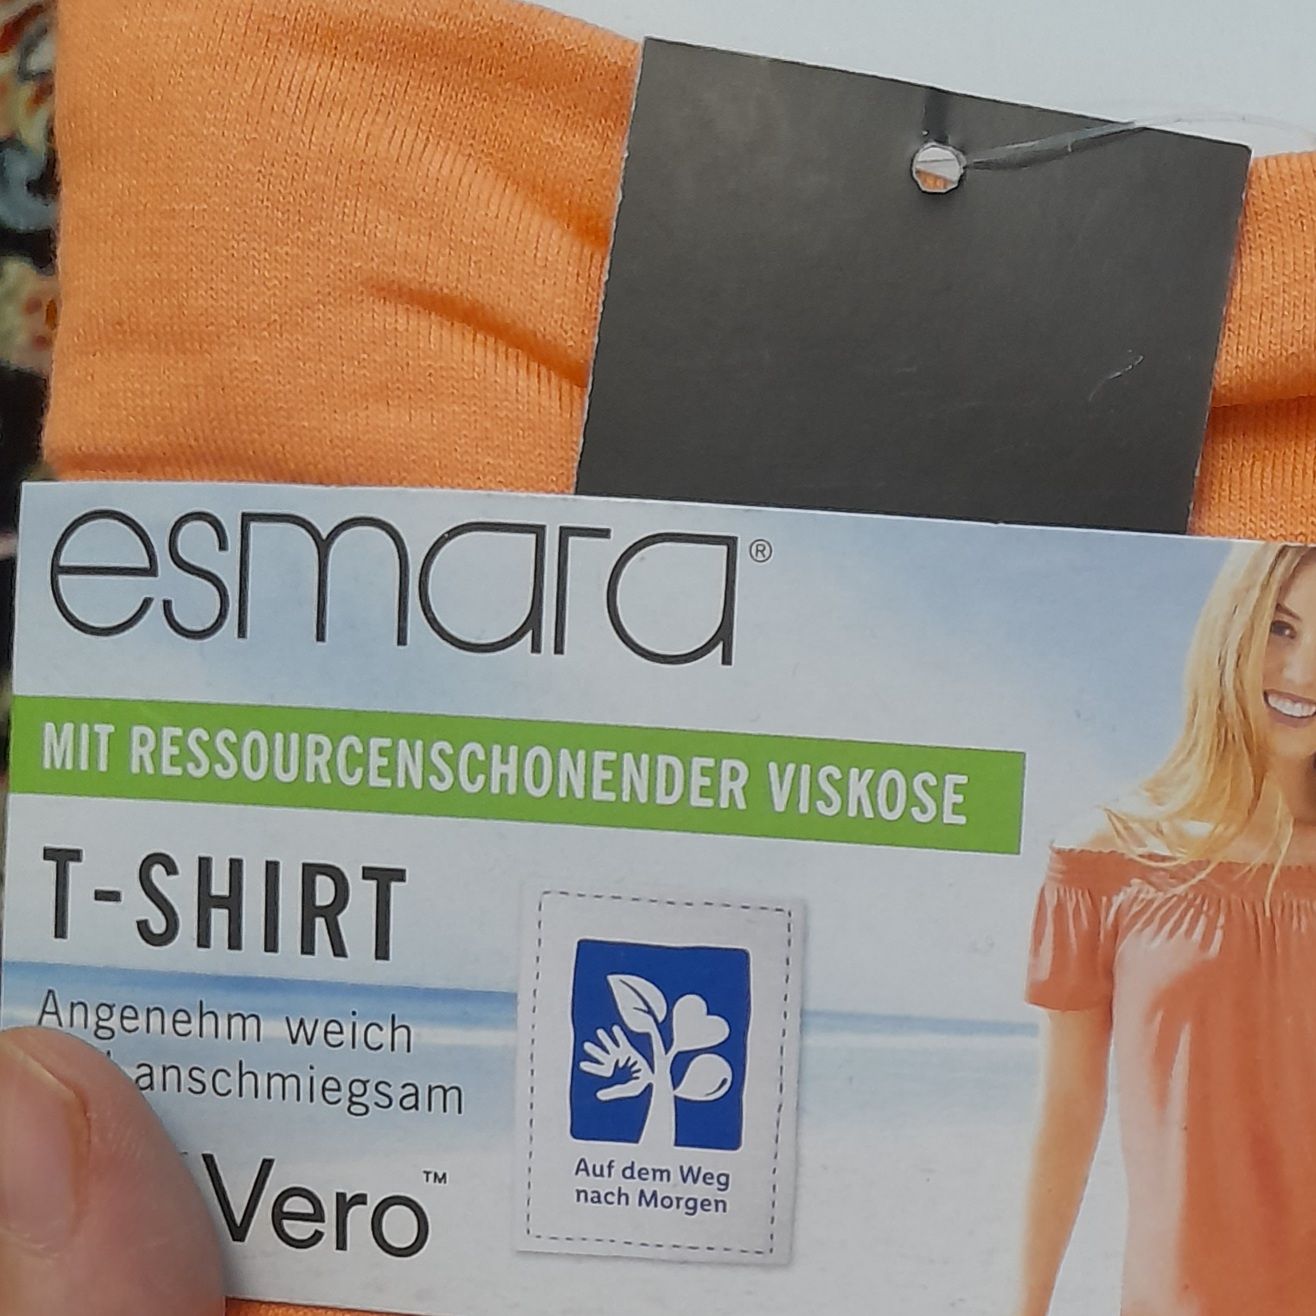 esmara®
MIT RESSOURCENSCHONENDER VISKOSE
T-SHIRT
Angenehm weich
anschmiegsam
Vero™
Auf dem Weg
nach Morgen